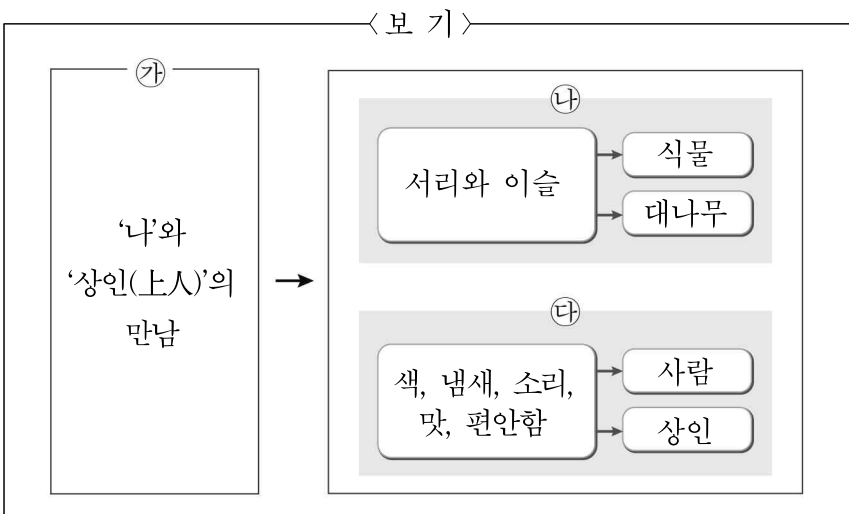 〈보 기〉
㉮
‘나’와
‘상인(上人)’의
만남
㉯
서리와 이슬
식물
대나무
㉰
색, 냄새, 소리,
맛, 편안함
사람
상인